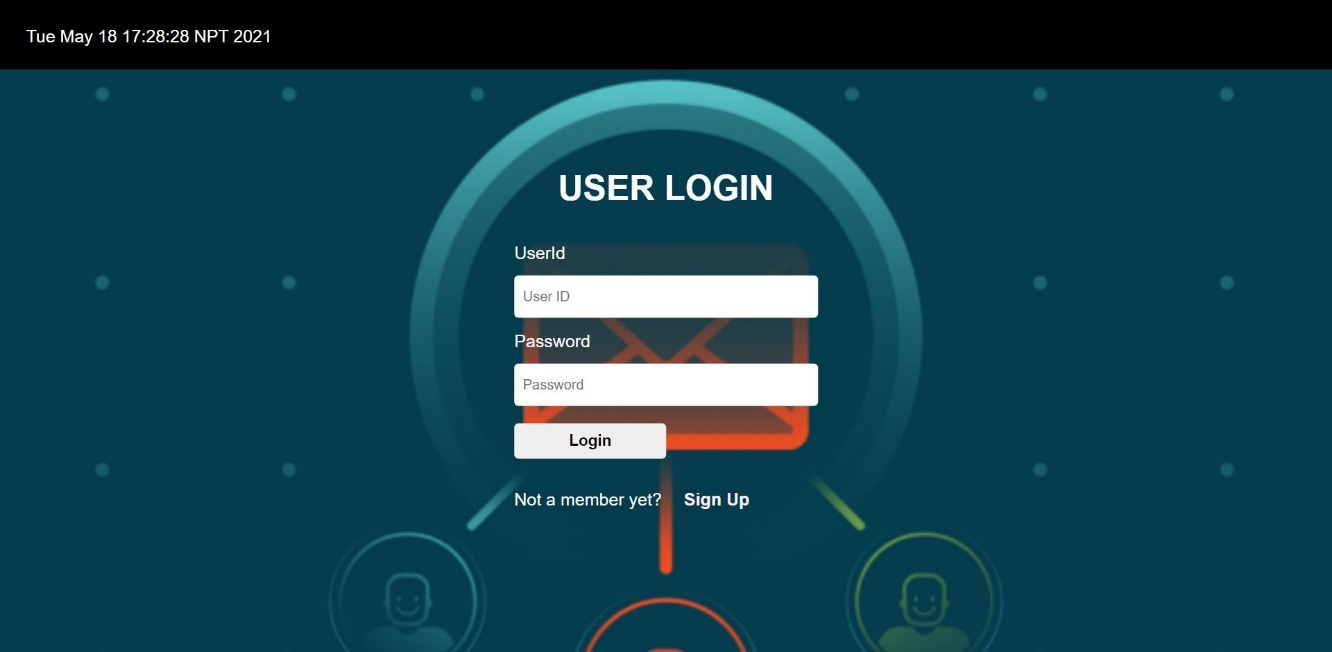 Tue May 18 17:28:28 NPT 2021
USER LOGIN
UserId
User ID
Password
Password
Login
Not a member yet? Sign Up